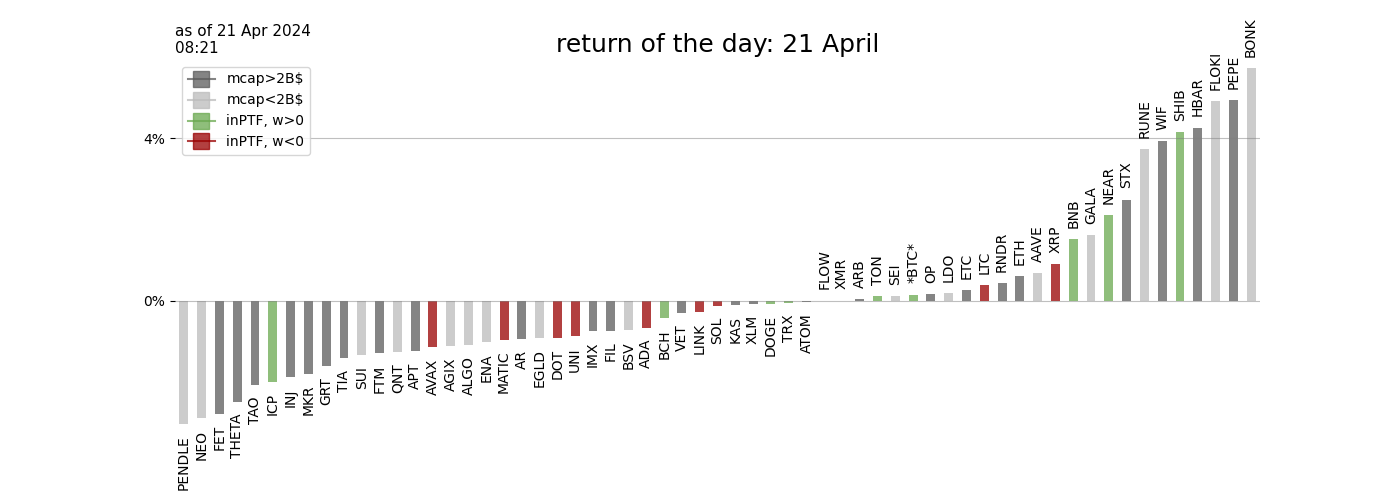 as of 21 Apr 2024
08:21
return of the day: 21 April
mcap>2B$
mcap<2B$
inPTF, w>0
inPTF, w<0
4%
0%
PENDLE
NEO
FET
THETA
TAO
ICP
INJ
MKR
GRT
TIA
SUI
FTM
QNT
APT
AVAX
AGIX
ALGO
ENA
MATIC
AR
EGLD
DOT
UNI
IMX
FIL
BSV
ADA
BCH
VET
LINK
SOL
KAS
XLM
DOGE
TRX
ATOM
FLOW
XMR
ARB
TON
SEI
*BTC*
OP
LDO
ETC
LTC
RNDR
ETH
AAVE
XRP
BNB
GALA
NEAR
STX
RUNE
WIF
SHIB
HBAR
FLOKI
PEPE
BONK